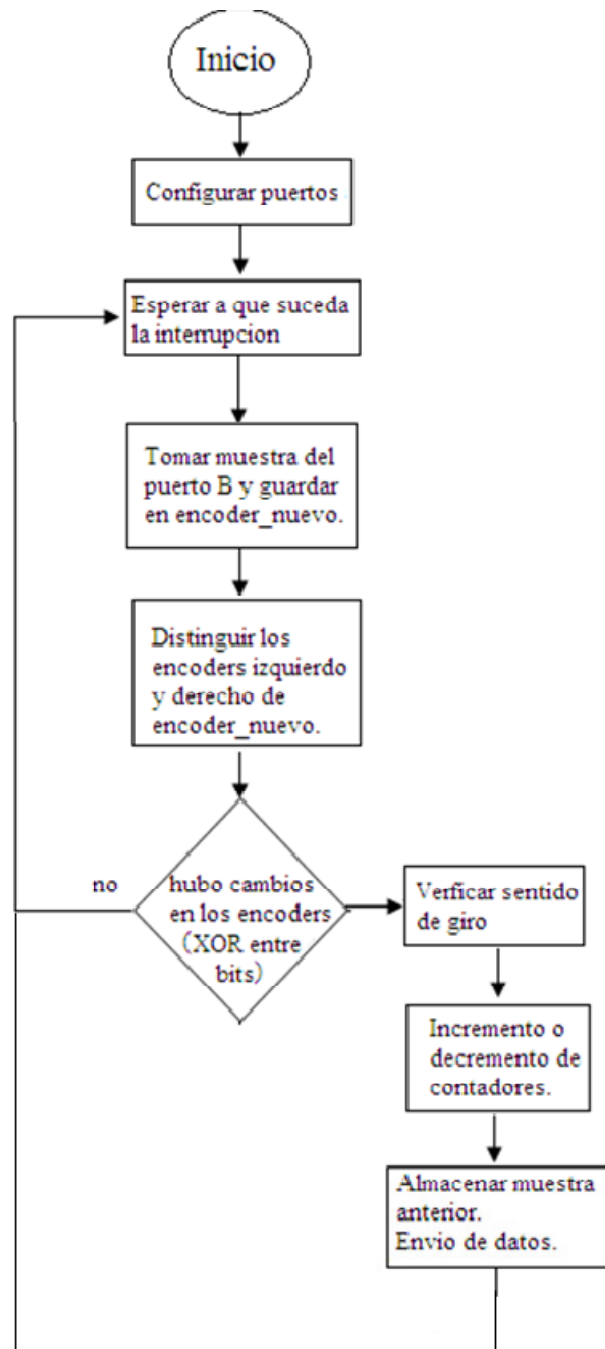 Inicio
Configurar puertos
Esperar a que suceda
la interrupcion
Tomar muestra del
puerto B y guardar
en encoder_nuevo.
Distinguir los
encoders izquierdo
y derecho de
encoder_nuevo.
no
hubo cambios
en los encoders
(XOR entre
bits)
Verficar sentido
de giro
Incremento o
decremento de
contadores.
Almacenar muestra
anterior.
Envio de datos.